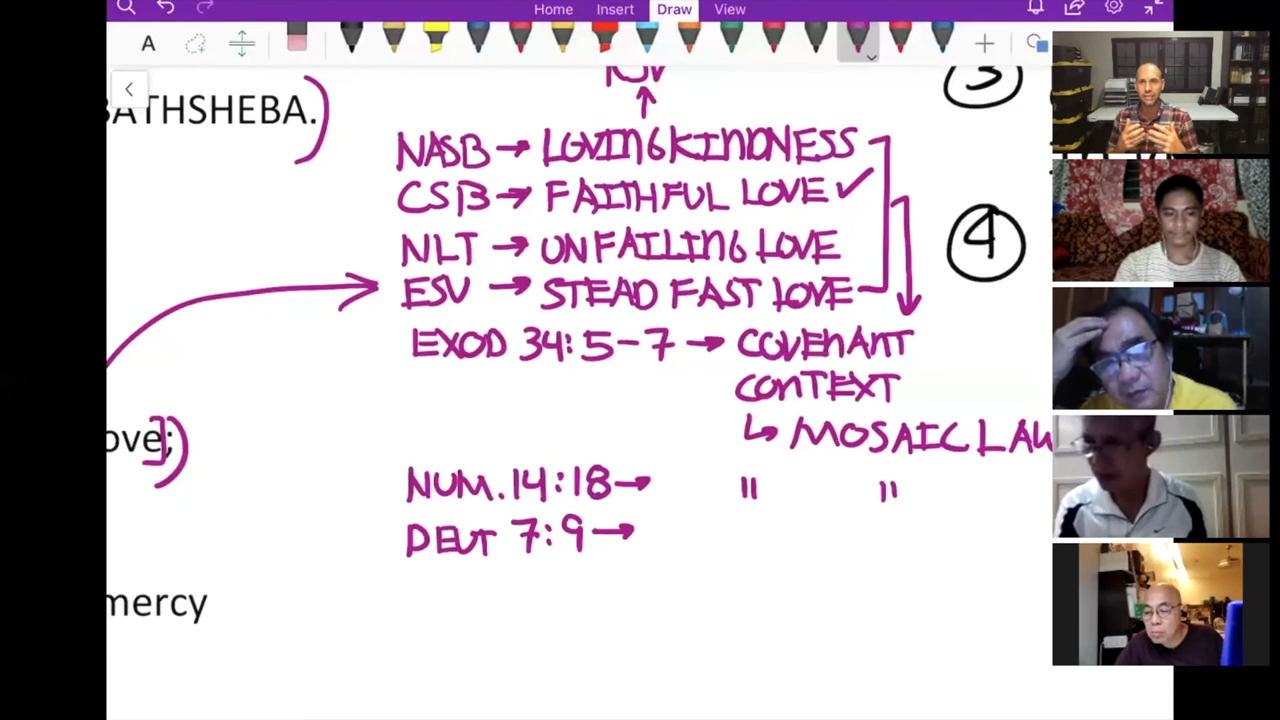 Home Insert Draw View
A
3
BATHSHEBA.)
NASB → LOVINGKINDNESS
CSB → FAITHFUL LOVE ✓
NLT → UNFAILING LOVE
4
ESV → STEADFAST LOVE
EXOD 34:5-7 → COVENANT
CONTEXT
↳ MOSAIC LAW
ove];)
NUM. 14:18 → " "
DEUT 7:9 →
mercy